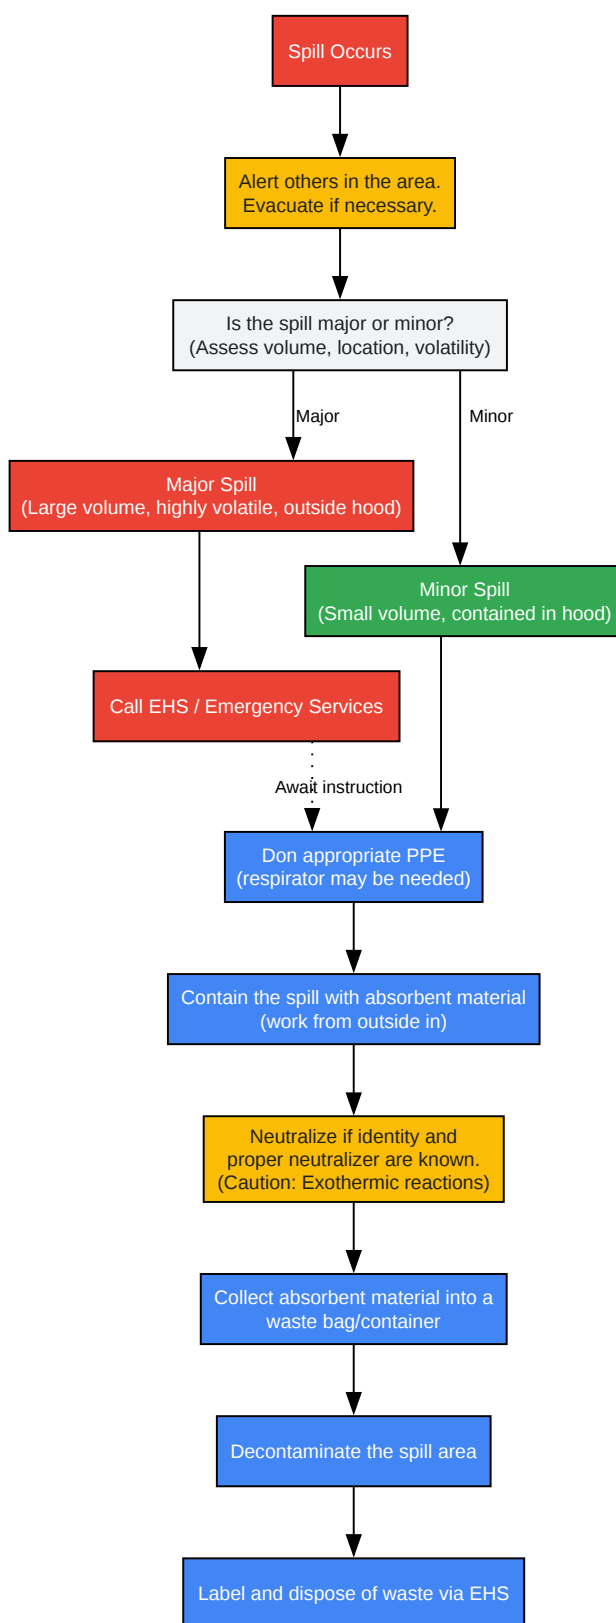 Spill Occurs
Alert others in the area.
Evacuate if necessary.
Is the spill major or minor?
(Assess volume, location, volatility)
Major
Minor
Major Spill
(Large volume, highly volatile, outside hood)
Minor Spill
(Small volume, contained in hood)
Call EHS / Emergency Services
Await instruction
Don appropriate PPE
(respirator may be needed)
Contain the spill with absorbent material
(work from outside in)
Neutralize if identity and
proper neutralizer are known.
(Caution: Exothermic reactions)
Collect absorbent material into a
waste bag/container
Decontaminate the spill area
Label and dispose of waste via EHS